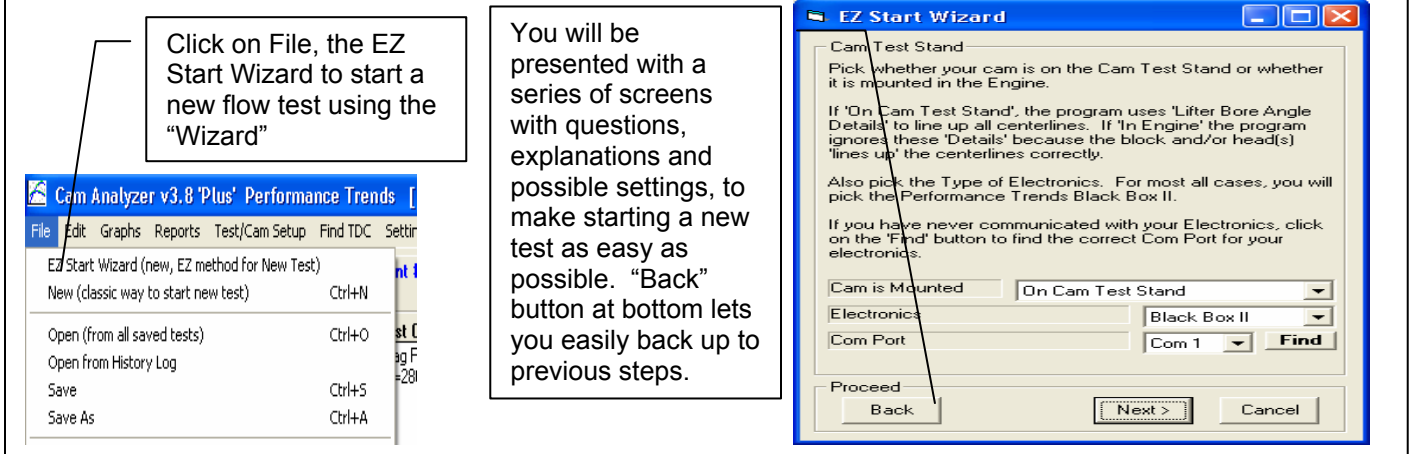 Click on File, the EZ
Start Wizard to start a
new flow test using the
“Wizard”
Cam Analyzer v3.8 'Plus' Performance Trends [
File Edit Graphs Reports Test/Cam Setup Find TDC Settin
EZ Start Wizard (new, EZ method for New Test)
New (classic way to start new test) Ctrl+N
Open (from all saved tests) Ctrl+O
Open from History Log
Save Ctrl+S
Save As Ctrl+A
You will be
presented with a
series of screens
with questions,
explanations and
possible settings, to
make starting a new
test as easy as
possible. “Back”
button at bottom lets
you easily back up to
previous steps.
EZ Start Wizard
Cam Test Stand
Pick whether your cam is on the Cam Test Stand or whether
it is mounted in the Engine.
If 'On Cam Test Stand', the program uses 'Lifter Bore Angle
Details' to line up all centerlines. If 'In Engine' the program
ignores these 'Details' because the block and/or head(s)
'lines up' the centerlines correctly.
Also pick the Type of Electronics. For most all cases, you will
pick the Performance Trends Black Box II.
If you have never communicated with your Electronics, click
on the 'Find' button to find the correct Com Port for your
electronics.
Cam is Mounted On Cam Test Stand
Electronics Black Box II
Com Port Com 1 Find
Proceed
Back Next > Cancel